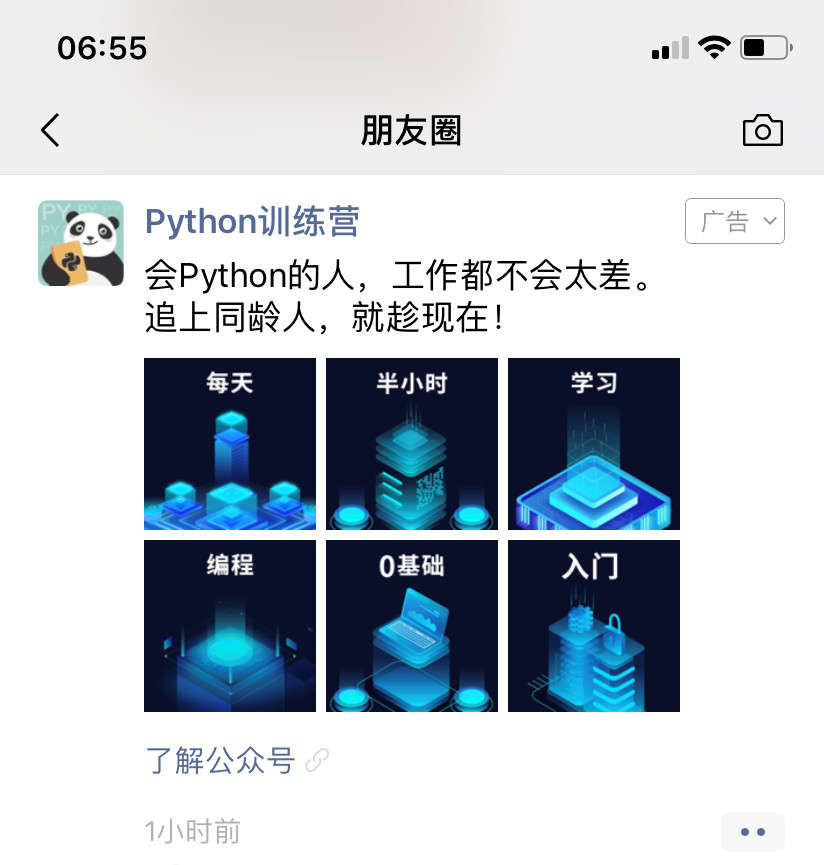 06:55
朋友圈
PY PY PY
PY
Python训练营
广告
会Python的人，工作都不会太差。
追上同龄人，就趁现在！
每天
半小时
学习
编程
0基础
入门
了解公众号
1小时前